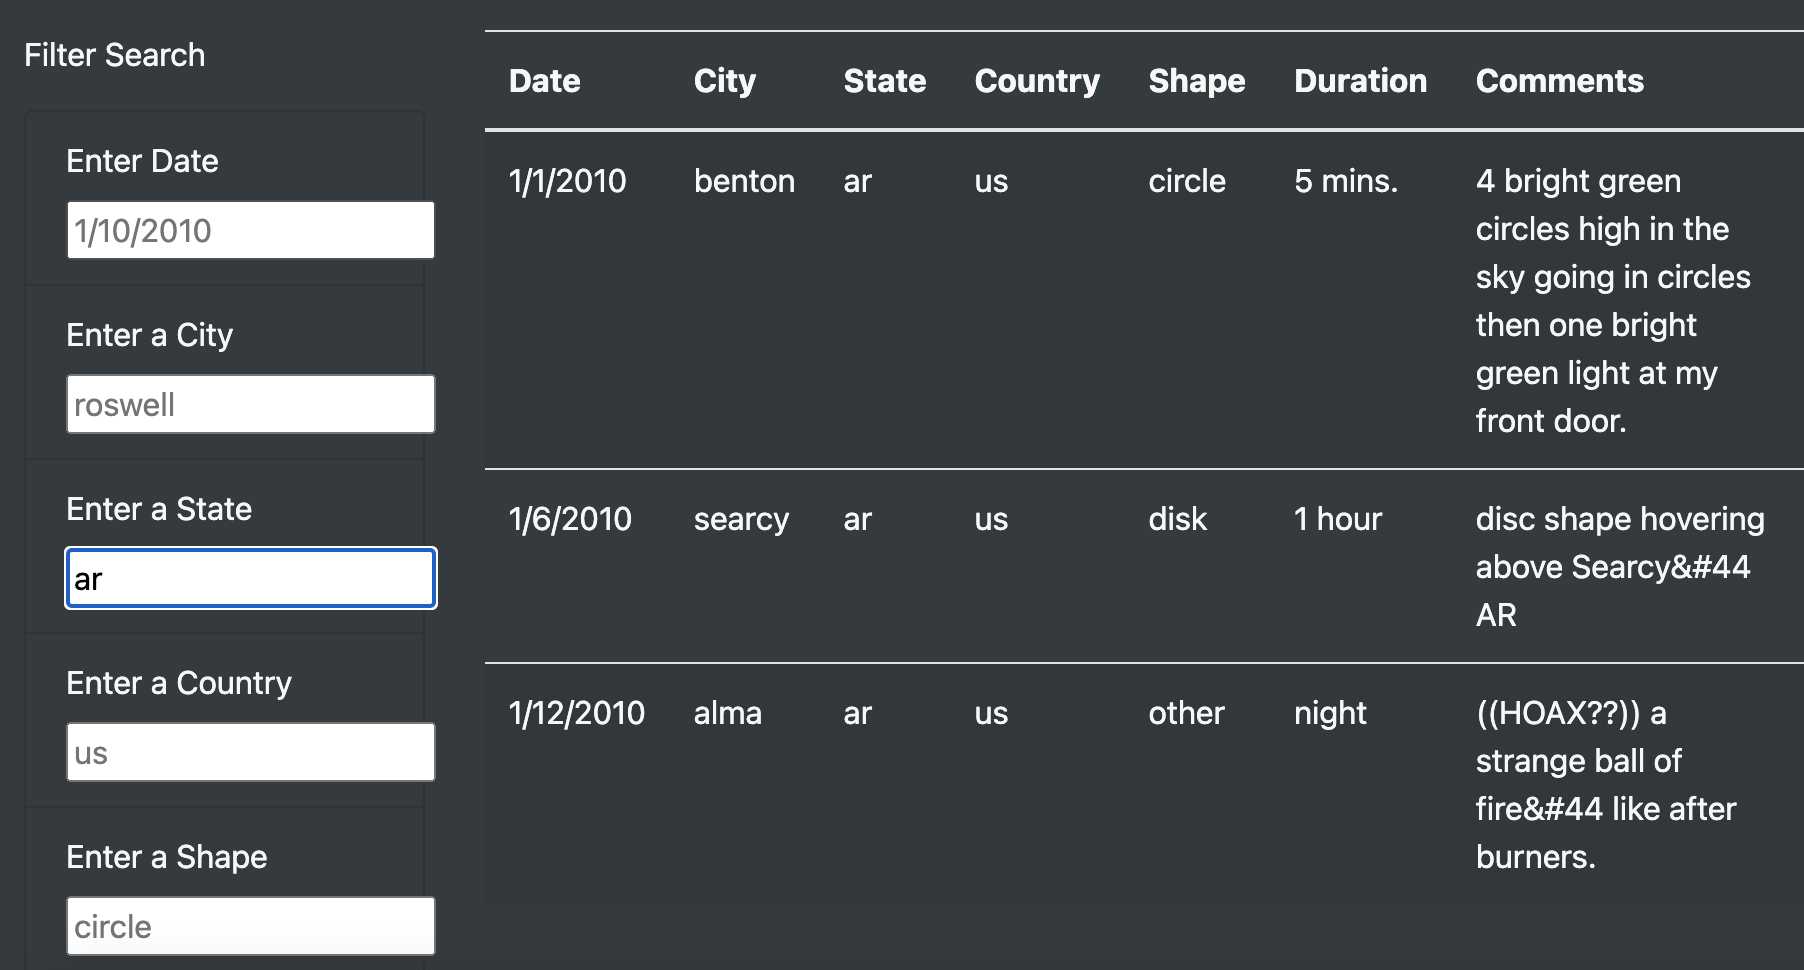 Filter Search
Enter Date
1/10/2010
Enter a City
roswell
Enter a State
ar
Enter a Country
us
Enter a Shape
circle
Date City State Country Shape Duration Comments
1/1/2010 benton ar us circle 5 mins. 4 bright green
circles high in the
sky going in circles
then one bright
green light at my
front door.
1/6/2010 searcy ar us disk 1 hour disc shape hovering
above Searcy&#44
AR
1/12/2010 alma ar us other night ((HOAX??)) a
strange ball of
fire&#44 like after
burners.